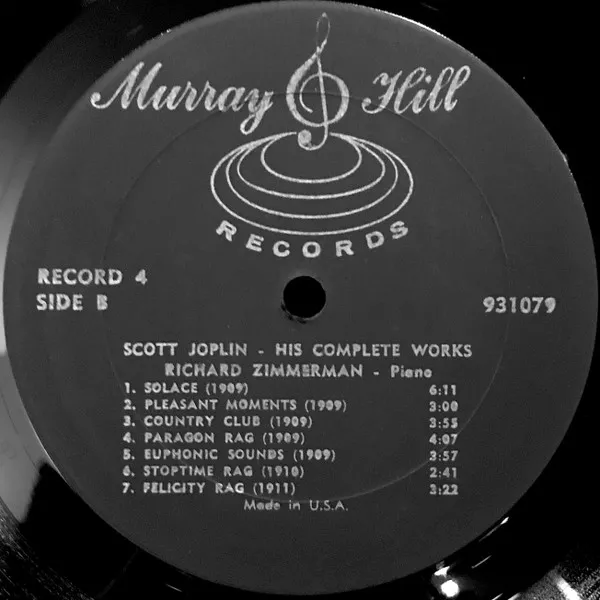 Murray Hill
RECORDS
RECORD 4
SIDE B
931079
SCOTT JOPLIN - HIS COMPLETE WORKS
RICHARD ZIMMERMAN - Piano
1. SOLACE (1909) 6:11
2. PLEASANT MOMENTS (1909) 3:00
3. COUNTRY CLUB (1909) 3:55
4. PARAGON RAG (1909) 4:07
5. EUPHONIC SOUNDS (1909) 3:57
6. STOPTIME RAG (1910) 2:41
7. FELICITY RAG (1911) 3:22
Made in U.S.A.